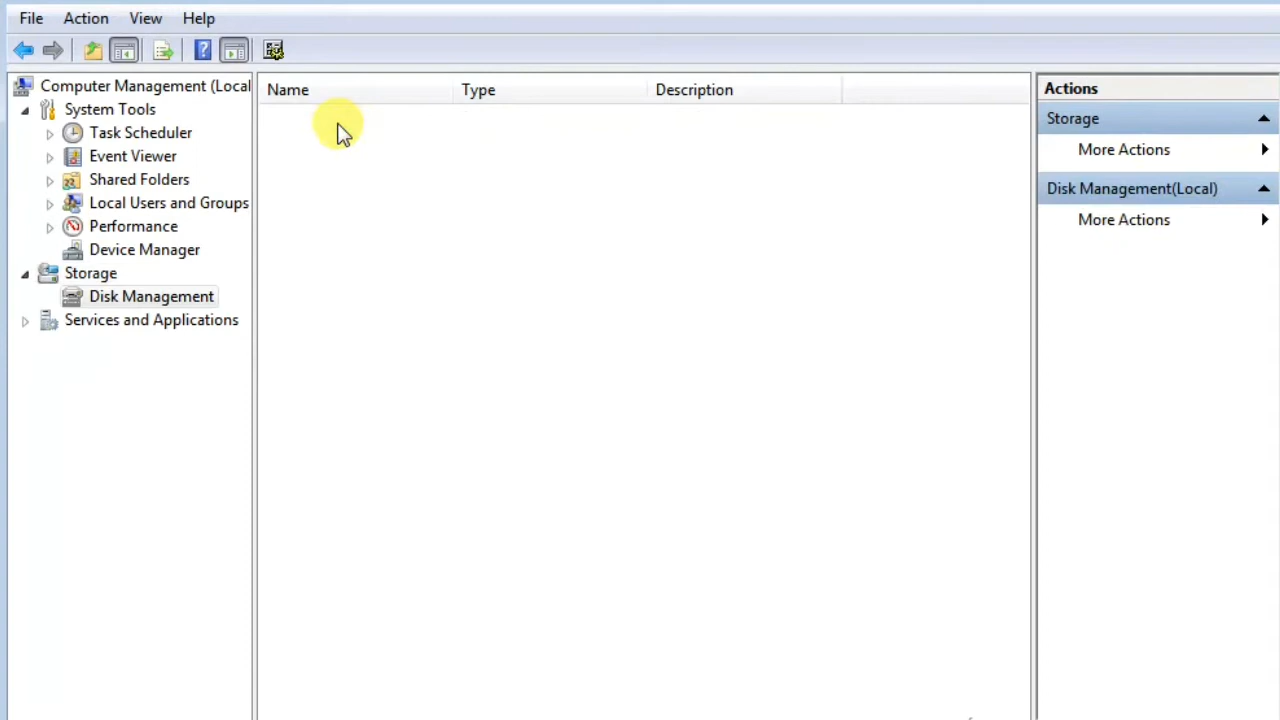 File Action View Help
Computer Management (Local
System Tools
Task Scheduler
Event Viewer
Shared Folders
Local Users and Groups
Performance
Device Manager
Storage
Disk Management
Services and Applications
Name Type Description
Actions
Storage
More Actions
Disk Management(Local)
More Actions